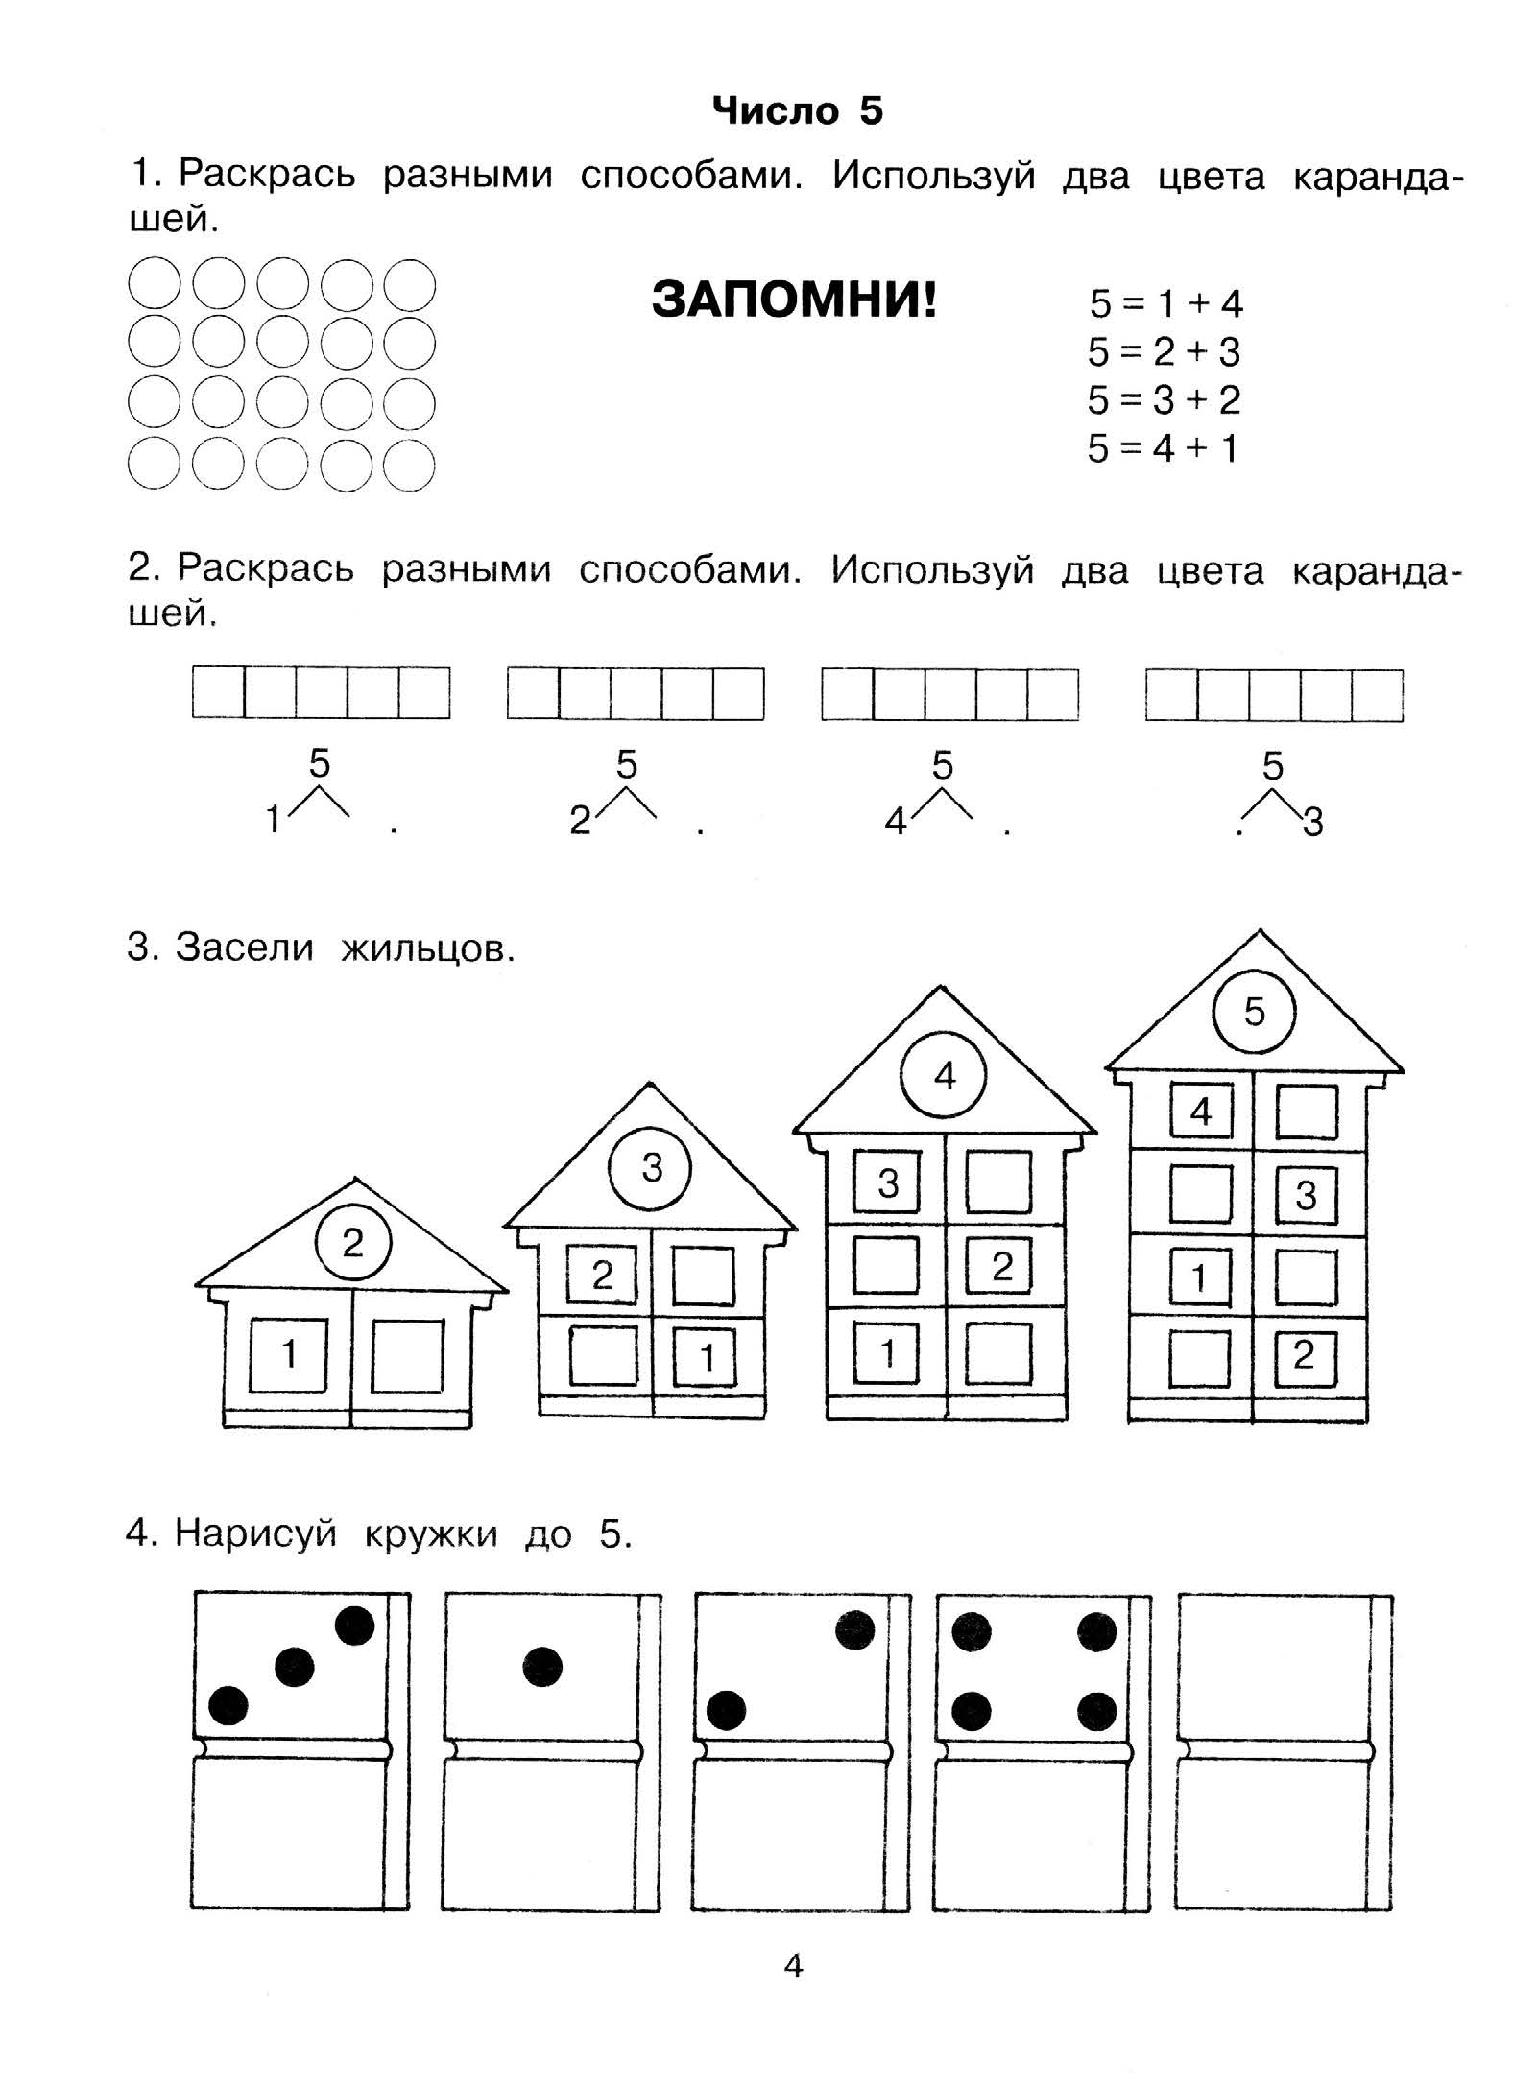 Число 5
1. Раскрась разными способами. Используй два цвета каранда-
шей.
ЗАПОМНИ!
5 = 1 + 4
5 = 2 + 3
5 = 3 + 2
5 = 4 + 1
2. Раскрась разными способами. Используй два цвета каранда-
шей.
5 5 5 5
1 . 2 . 4 . . 3
3. Засели жильцов.
2
1
3
2
1
4
3
2
1
5
4
3
1
2
4. Нарисуй кружки до 5.
4